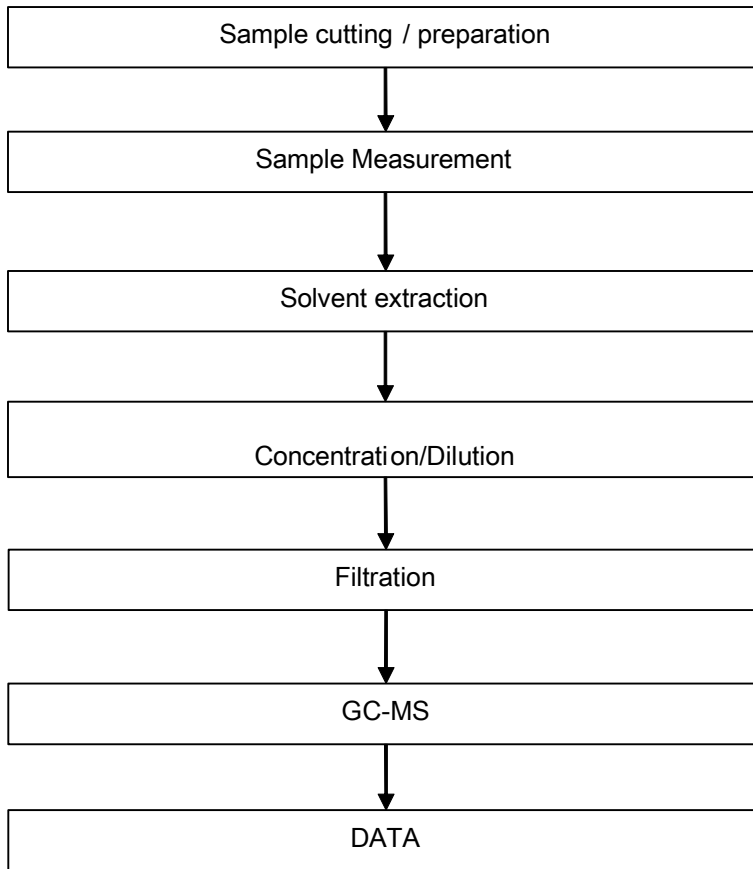 Sample cutting / preparation
Sample Measurement
Solvent extraction
Concentration/Dilution
Filtration
GC-MS
DATA